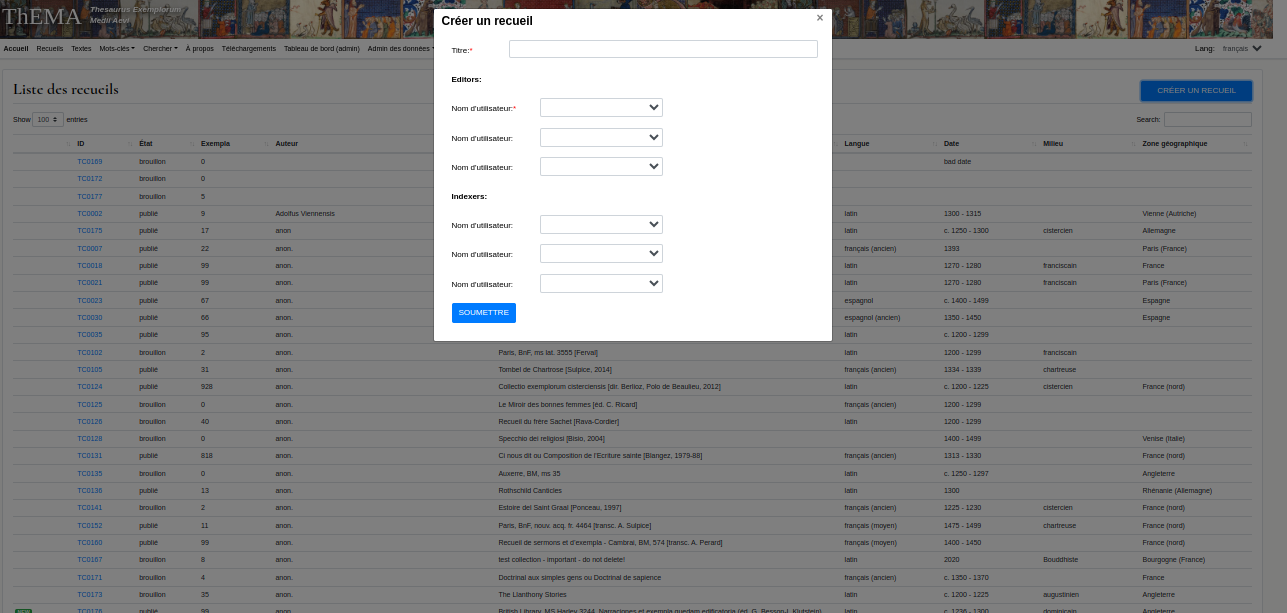 ThEMA Thesaurus Exemplorum
Medii Aevi
Accueil Recueils Textes Mots-clés Chercher À propos Téléchargements Tableau de bord (admin) Admin des données Lang: français
Créer un recueil ×
Titre:*
Editors:
Nom d'utilisateur:*
Nom d'utilisateur:
Nom d'utilisateur:
Indexers:
Nom d'utilisateur:
Nom d'utilisateur:
Nom d'utilisateur:
SOUMETTRE
Liste des recueils CRÉER UN RECUEIL
Show 100 entries Search:
ID État Exempla Auteur Langue Date Milieu Zone géographique
TC0169 brouillon 0 bad date
TC0172 brouillon 0
TC0177 brouillon 5
TC0002 publié 9 Adolfus Viennensis latin 1300 - 1315 Vienne (Autriche)
TC0175 publié 17 anon latin c. 1250 - 1300 cistercien Allemagne
TC0007 publié 22 anon. français (ancien) 1393 Paris (France)
TC0018 publié 99 anon. latin 1270 - 1280 franciscain France
TC0021 publié 99 anon. latin 1270 - 1280 franciscain Paris (France)
TC0023 publié 67 anon. espagnol c. 1400 - 1499 Espagne
TC0030 publié 66 anon. espagnol (ancien) 1350 - 1450 Espagne
TC0035 publié 95 anon. latin c. 1200 - 1299
TC0102 brouillon 2 anon. Paris, BnF, ms lat. 3555 [Ferval] latin 1200 - 1299 franciscain
TC0105 publié 31 anon. Tombel de Chartrose [Sulpice, 2014] français (ancien) 1334 - 1339 chartreuse
TC0124 publié 928 anon. Collectio exemplorum cisterciensis [dir. Berlioz, Polo de Beaulieu, 2012] latin c. 1200 - 1225 cistercien France (nord)
TC0125 brouillon 0 anon. Le Miroir des bonnes femmes [éd. C. Ricard] français (ancien) 1200 - 1299
TC0126 brouillon 40 anon. Recueil du frère Sachet [Rava-Cordier] latin 1200 - 1299
TC0128 brouillon 0 anon. Specchio dei religiosi [Bisio, 2004] 1400 - 1499 Venise (Italie)
TC0131 publié 818 anon. Ci nous dit ou Composition de l'Ecriture sainte [Blangez, 1979-88] français (ancien) 1313 - 1330 France (nord)
TC0135 brouillon 0 anon. Auxerre, BM, ms 35 latin c. 1250 - 1297 Angleterre
TC0136 publié 13 anon. Rothschild Canticles latin 1300 Rhénanie (Allemagne)
TC0141 brouillon 2 anon. Estoire del Saint Graal [Ponceau, 1997] français (ancien) 1225 - 1230 cistercien France (nord)
TC0152 publié 11 anon. Paris, BnF, nouv. acq. fr. 4464 [transc. A. Sulpice] français (moyen) 1475 - 1499 chartreuse France (nord)
TC0160 publié 99 anon. Recueil de sermons et d'exempla - Cambrai, BM, 574 [transc. A. Perard] français (moyen) 1400 - 1450 France (nord)
TC0167 brouillon 8 anon. test collection - important - do not delete! latin 2020 Bouddhiste Bourgogne (France)
TC0171 brouillon 4 anon. Doctrinal aux simples gens ou Doctrinal de sapience français (ancien) c. 1350 - 1370 France
TC0173 brouillon 35 anon. The Llanthony Stories latin c. 1200 - 1225 augustinien Angleterre
NEW TC0176 publié 99 anon. British Library, MS Harley 3244, Narraciones et exempla quedam edificatoria (éd. G. Besson-L. Klutstein) latin c. 1236 - 1300 dominicain Angleterre